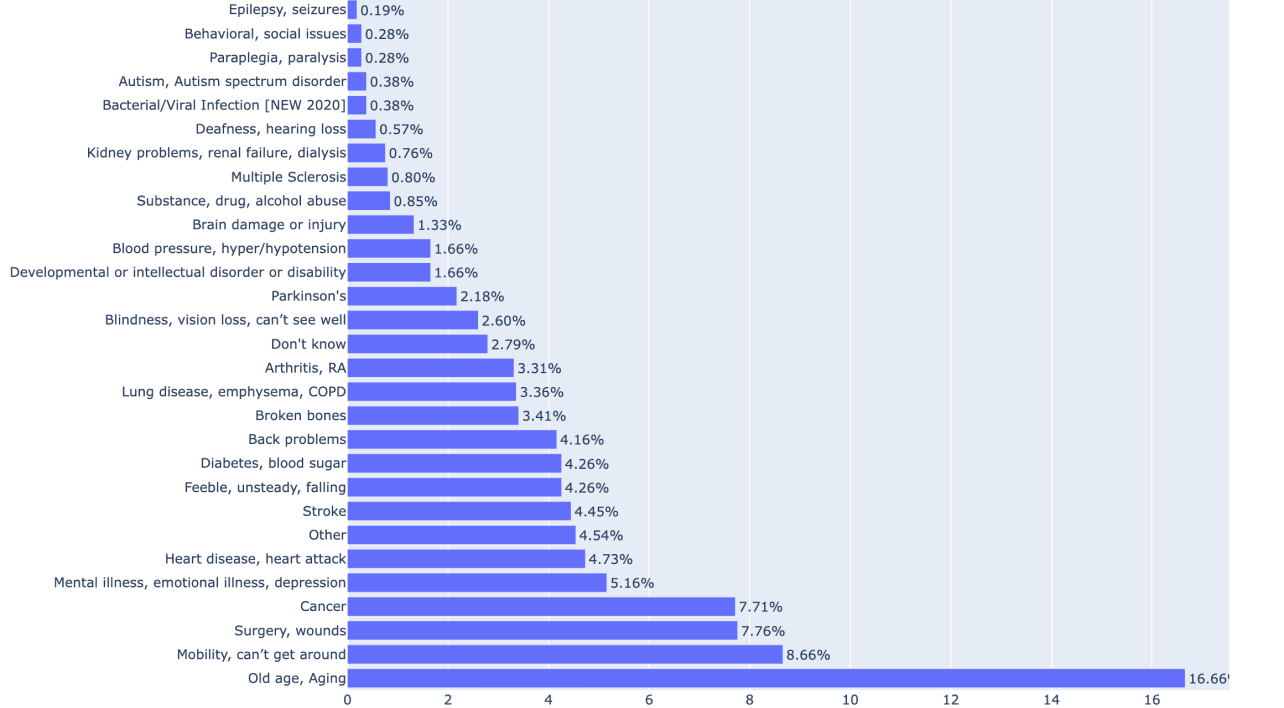 Epilepsy, seizures 0.19%
Behavioral, social issues 0.28%
Paraplegia, paralysis 0.28%
Autism, Autism spectrum disorder 0.38%
Bacterial/Viral Infection [NEW 2020] 0.38%
Deafness, hearing loss 0.57%
Kidney problems, renal failure, dialysis 0.76%
Multiple Sclerosis 0.80%
Substance, drug, alcohol abuse 0.85%
Brain damage or injury 1.33%
Blood pressure, hyper/hypotension 1.66%
Developmental or intellectual disorder or disability 1.66%
Parkinson's 2.18%
Blindness, vision loss, can’t see well 2.60%
Don't know 2.79%
Arthritis, RA 3.31%
Lung disease, emphysema, COPD 3.36%
Broken bones 3.41%
Back problems 4.16%
Diabetes, blood sugar 4.26%
Feeble, unsteady, falling 4.26%
Stroke 4.45%
Other 4.54%
Heart disease, heart attack 4.73%
Mental illness, emotional illness, depression 5.16%
Cancer 7.71%
Surgery, wounds 7.76%
Mobility, can’t get around 8.66%
Old age, Aging 16.66%
0 2 4 6 8 10 12 14 16